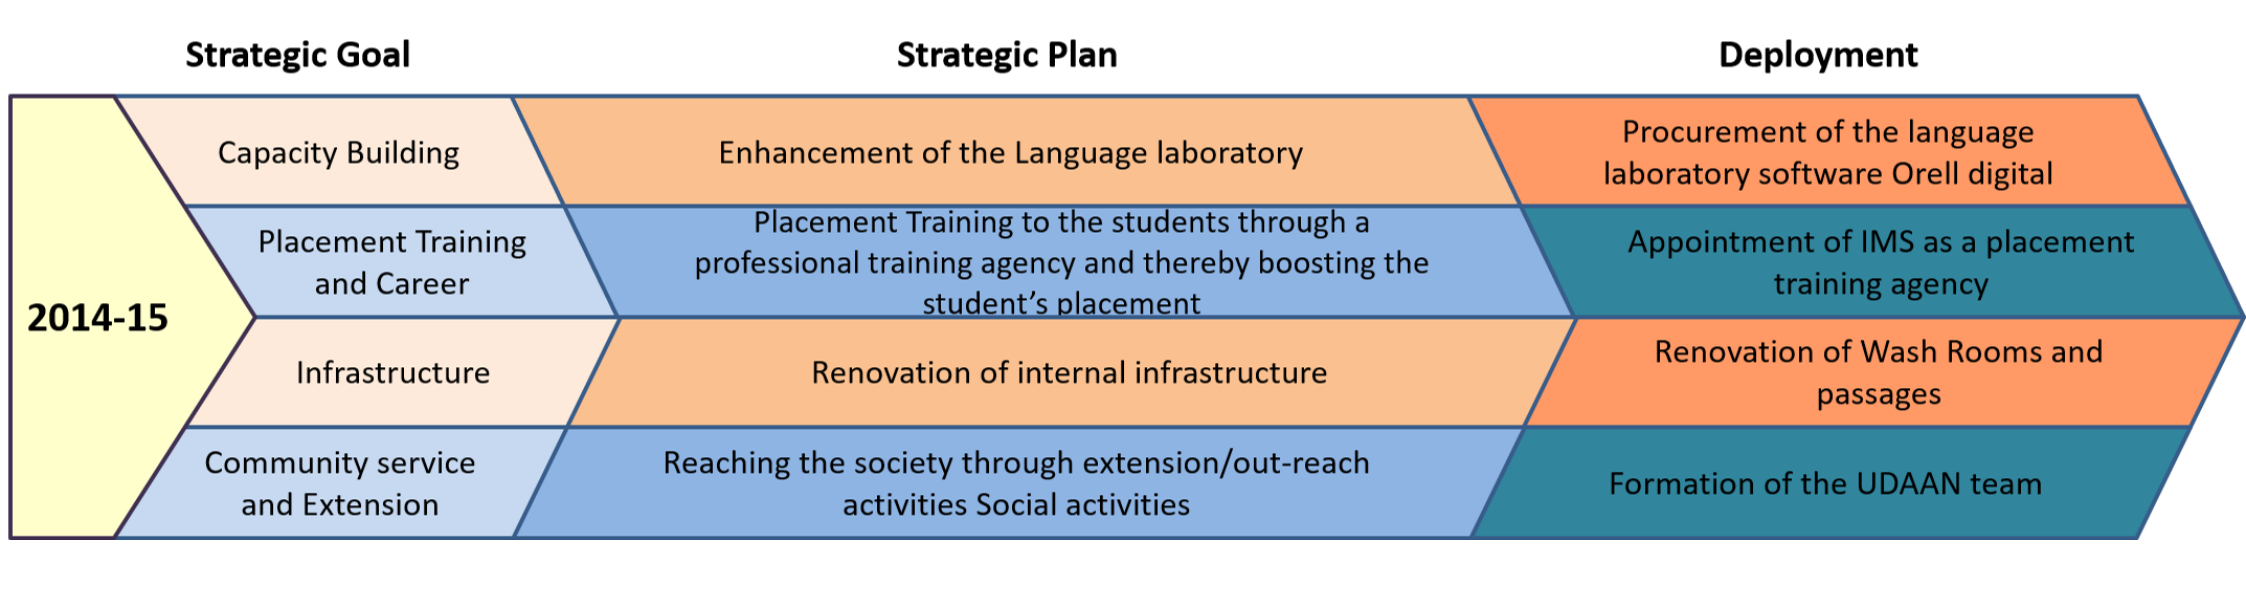 Strategic Goal
Strategic Plan
Deployment
2014-15
Capacity Building
Enhancement of the Language laboratory
Procurement of the language
laboratory software Orell digital
Placement Training
and Career
Placement Training to the students through a
professional training agency and thereby boosting the
student’s placement
Appointment of IMS as a placement
training agency
Infrastructure
Renovation of internal infrastructure
Renovation of Wash Rooms and
passages
Community service
and Extension
Reaching the society through extension/out-reach
activities Social activities
Formation of the UDAAN team